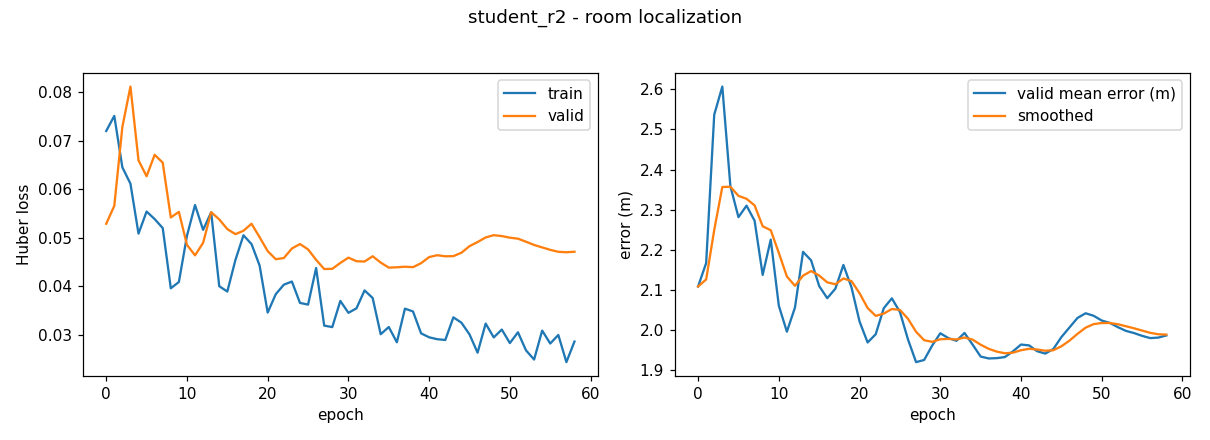 student_r2 - room localization
Huber loss
0.08
0.07
0.06
0.05
0.04
0.03
0 10 20 30 40 50 60
epoch
train
valid
error (m)
2.6
2.5
2.4
2.3
2.2
2.1
2.0
1.9
0 10 20 30 40 50 60
epoch
valid mean error (m)
smoothed